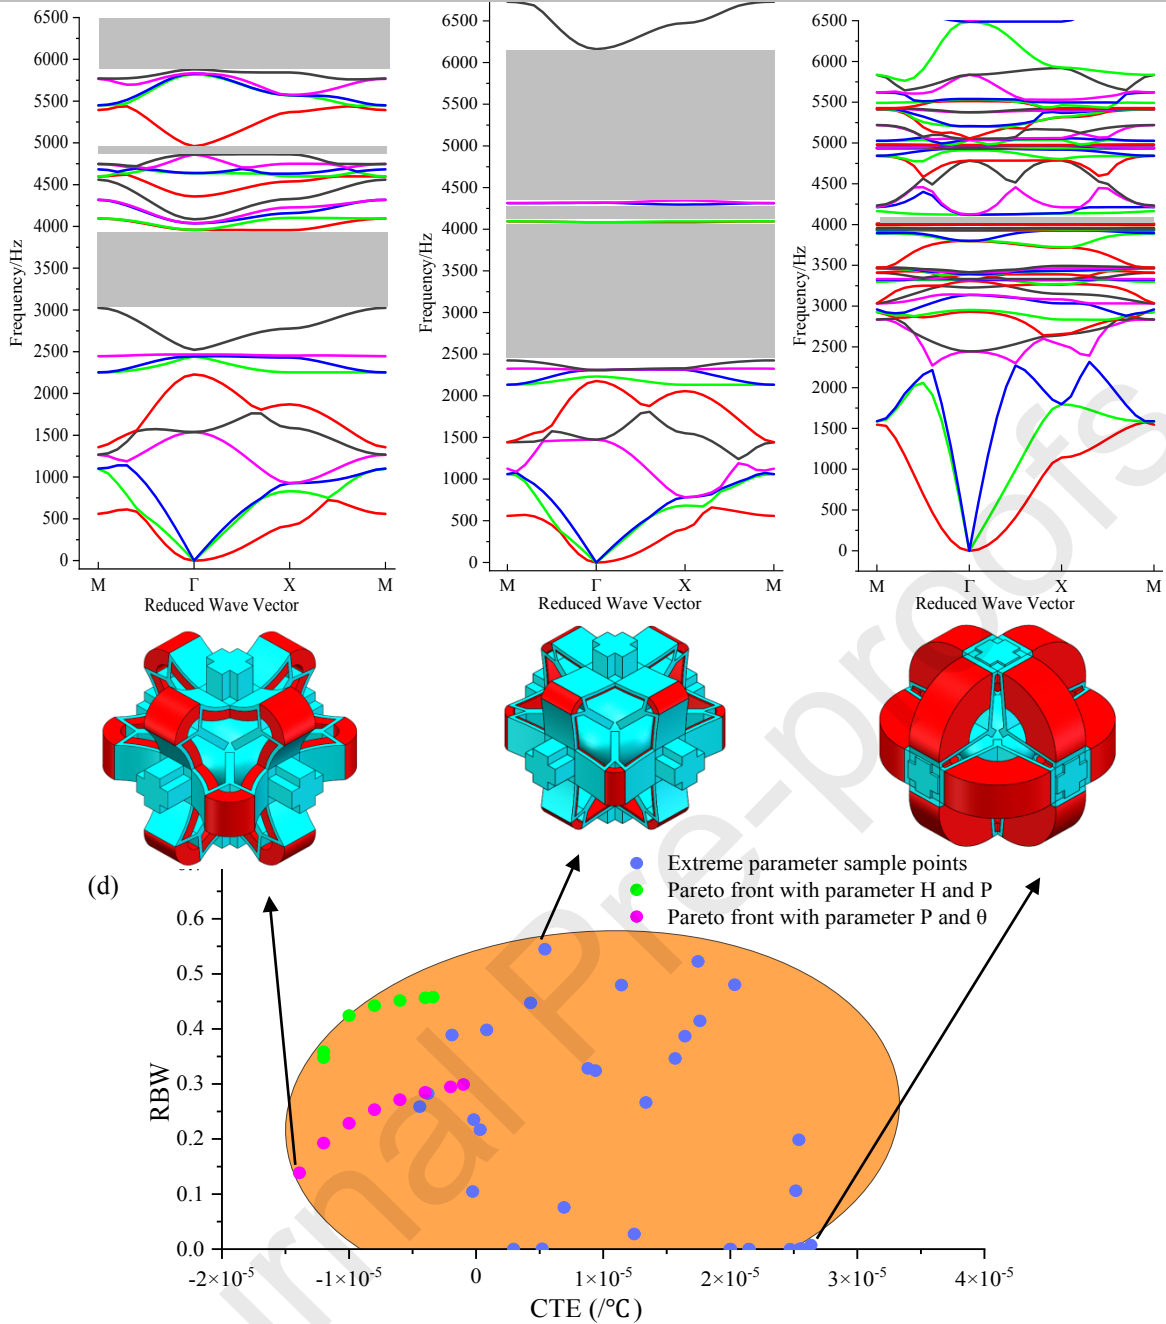 6500
6000
5500
5000
4500
4000
3500
3000
2500
2000
1500
1000
500
0
Frequency/Hz
M Γ X M
Reduced Wave Vector
6500
6000
5500
5000
4500
4000
3500
3000
2500
2000
1500
1000
500
0
Frequency/Hz
M Γ X M
Reduced Wave Vector
6500
6000
5500
5000
4500
4000
3500
3000
2500
2000
1500
1000
500
0
Frequency/Hz
M Γ X M
Reduced Wave Vector
(d)
Extreme parameter sample points
Pareto front with parameter H and P
Pareto front with parameter P and θ
0.6
0.5
0.4
0.3
0.2
0.1
0.0
RBW
-2×10⁻⁵ -1×10⁻⁵ 0 1×10⁻⁵ 2×10⁻⁵ 3×10⁻⁵ 4×10⁻⁵
CTE (/℃)
rnal Pre-proofs